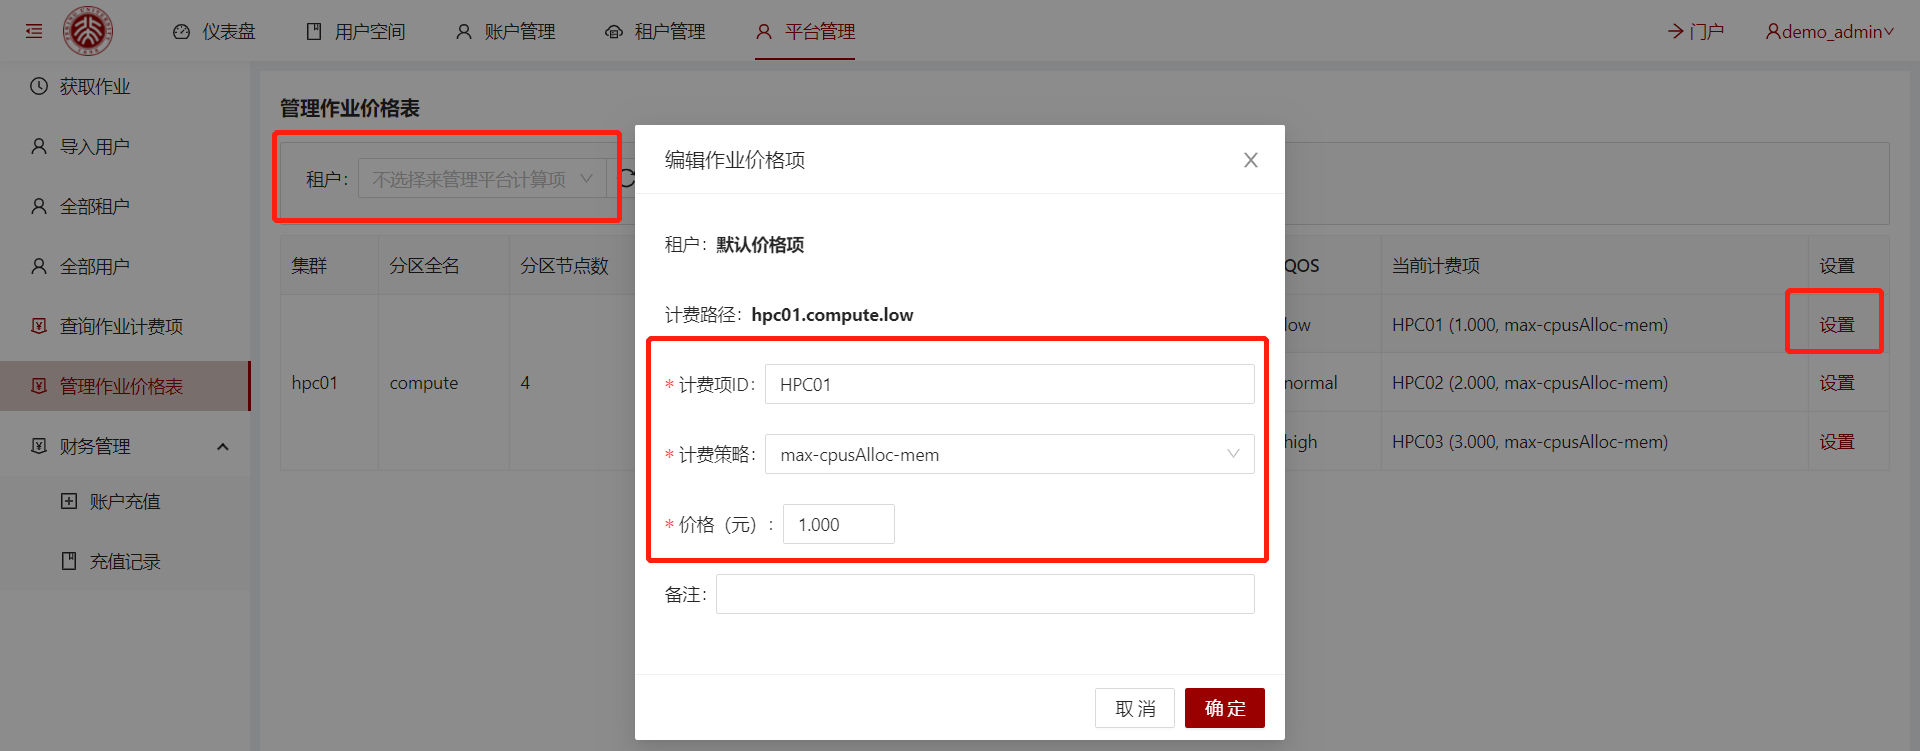 仪表盘
用户空间
账户管理
租户管理
平台管理
门户
demo_admin
获取作业
导入用户
全部租户
全部用户
查询作业计费项
管理作业价格表
财务管理
账户充值
充值记录
管理作业价格表
租户：
不选择来管理平台计算项
集群
分区全名
分区节点数
QOS
当前计费项
设置
hpc01
compute
4
low
HPC01 (1.000, max-cpusAlloc-mem)
设置
normal
HPC02 (2.000, max-cpusAlloc-mem)
设置
high
HPC03 (3.000, max-cpusAlloc-mem)
设置
编辑作业价格项
租户：默认价格项
计费路径：hpc01.compute.low
* 计费项ID：
HPC01
* 计费策略：
max-cpusAlloc-mem
* 价格（元）：
1.000
备注：
取 消
确 定